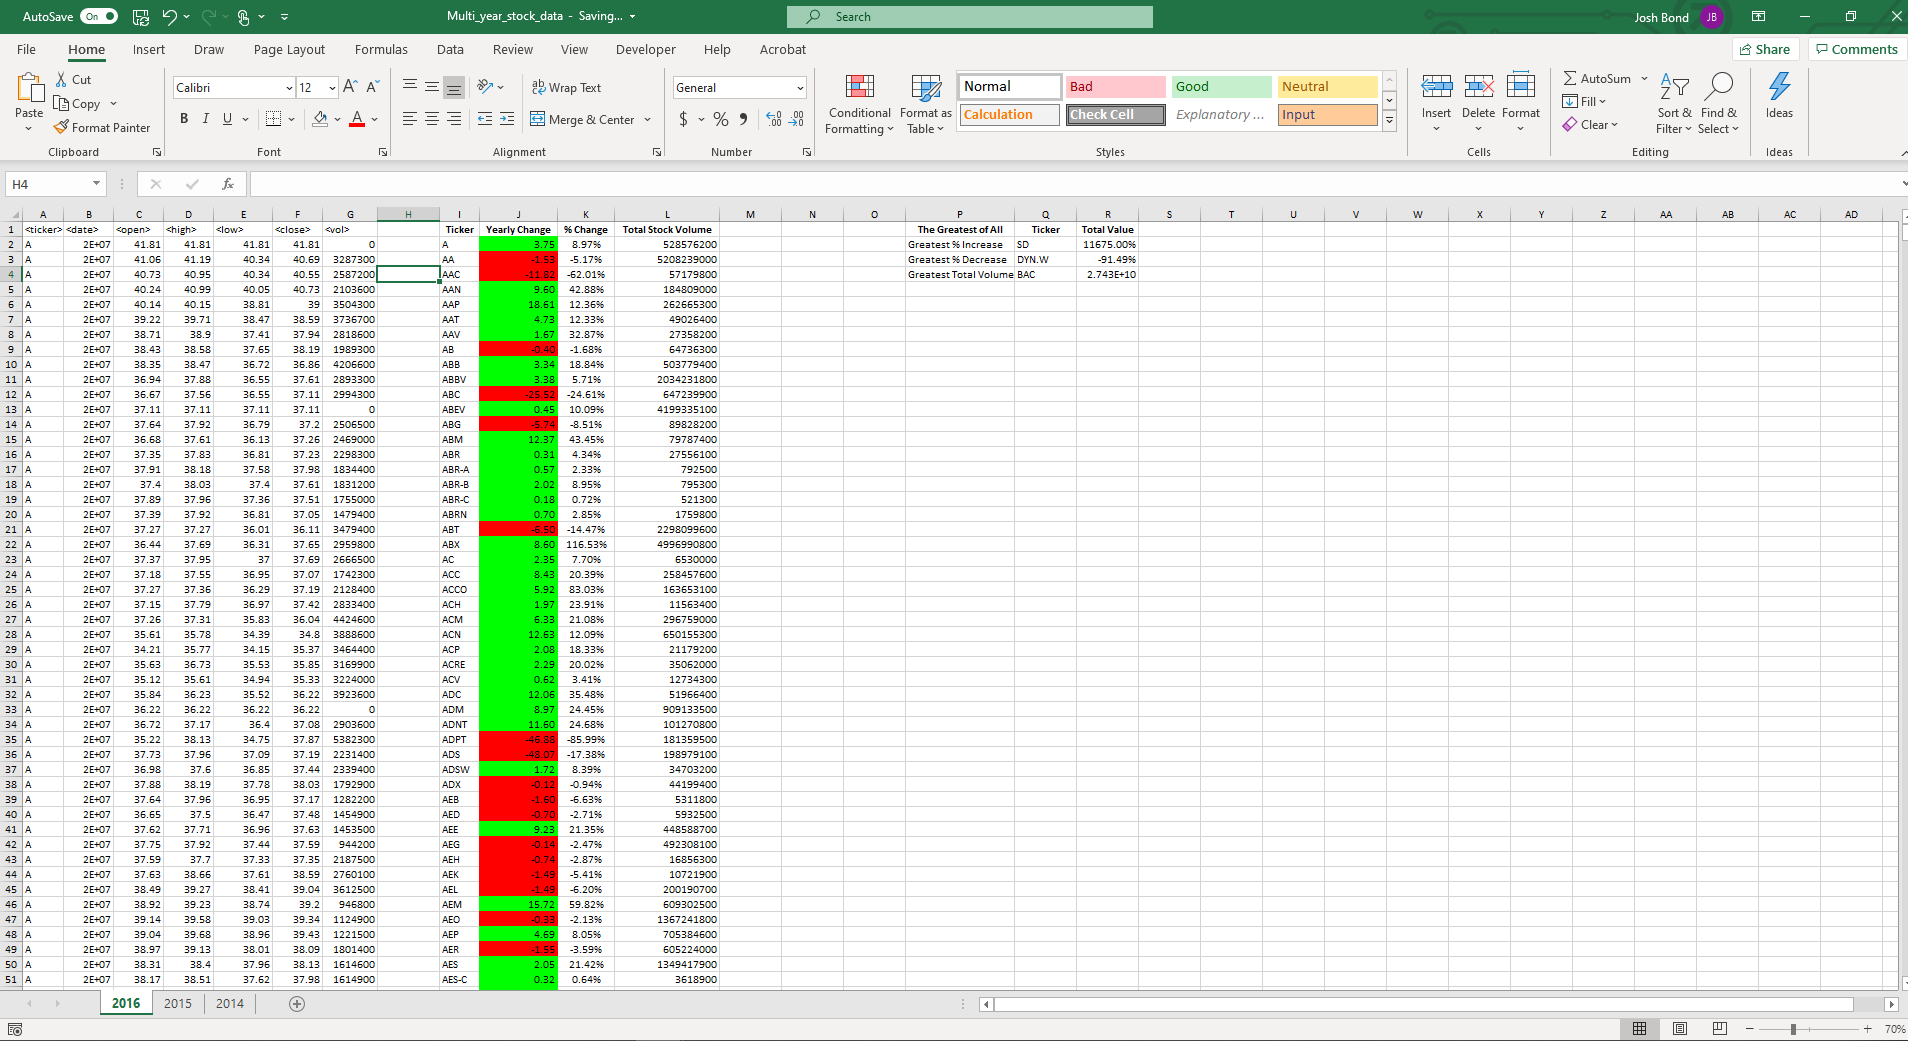 AutoSave On Multi_year_stock_data - Saving... Search Josh Bond JB
File Home Insert Draw Page Layout Formulas Data Review View Developer Help Acrobat Share Comments
Paste Cut Copy Format Painter Clipboard
Calibri 12 B I U A Font
Wrap Text Merge & Center Alignment
General $ % Number
Conditional Formatting Format as Table Normal Bad Good Neutral Calculation Check Cell Explanatory ... Input Styles
Insert Delete Format Cells
AutoSum Fill Clear Sort & Filter Find & Select Editing
Ideas Ideas
H4 fx
A B C D E F G H I J K L M N O P Q R S T U V W X Y Z AA AB AC AD
1 <ticker> <date> <open> <high> <low> <close> <vol> Ticker Yearly Change % Change Total Stock Volume The Greatest of All Ticker Total Value
2 A 2E+07 41.81 41.81 41.81 41.81 0 A 3.75 8.97% 528576200 Greatest % Increase SD 11675.00%
3 A 2E+07 41.06 41.19 40.34 40.69 3287300 AA -1.53 -5.17% 5208239000 Greatest % Decrease DYN.W -91.49%
4 A 2E+07 40.73 40.95 40.34 40.55 2587200 AAC -11.82 -62.01% 57179800 Greatest Total Volume BAC 2.743E+10
5 A 2E+07 40.24 40.99 40.05 40.73 2103600 AAN 9.60 42.88% 184809000
6 A 2E+07 40.14 40.15 38.81 39 3504300 AAP 18.61 12.36% 262665300
7 A 2E+07 39.22 39.71 38.47 38.59 3736700 AAT 4.73 12.33% 49026400
8 A 2E+07 38.71 38.9 37.41 37.94 2818600 AAV 1.67 32.87% 27358200
9 A 2E+07 38.43 38.58 37.65 38.19 1989300 AB -0.40 -1.68% 64736300
10 A 2E+07 38.35 38.47 36.72 36.86 4206600 ABB 3.34 18.84% 503779400
11 A 2E+07 36.94 37.88 36.55 37.61 2893300 ABBV 3.38 5.71% 2034231800
12 A 2E+07 36.67 37.56 36.55 37.11 2994300 ABC -25.52 -24.61% 647239900
13 A 2E+07 37.11 37.11 37.11 37.11 0 ABEV 0.45 10.09% 4199335100
14 A 2E+07 37.64 37.92 36.79 37.2 2506500 ABG -5.74 -8.51% 89828200
15 A 2E+07 36.68 37.61 36.13 37.26 2469000 ABM 12.37 43.45% 79787400
16 A 2E+07 37.35 37.83 36.81 37.23 2298300 ABR 0.31 4.34% 27556100
17 A 2E+07 37.91 38.18 37.58 37.98 1834400 ABR-A 0.57 2.33% 792500
18 A 2E+07 37.4 38.03 37.4 37.61 1831200 ABR-B 2.02 8.95% 795300
19 A 2E+07 37.89 37.96 37.36 37.51 1755000 ABR-C 0.18 0.72% 521300
20 A 2E+07 37.39 37.92 36.81 37.05 1479400 ABRN 0.70 2.85% 1759800
21 A 2E+07 37.27 37.27 36.01 36.11 3479400 ABT -6.50 -14.47% 2298099600
22 A 2E+07 36.44 37.69 36.31 37.65 2959800 ABX 8.60 116.53% 4996990800
23 A 2E+07 37.37 37.95 37 37.69 2666500 AC 2.35 7.70% 6530000
24 A 2E+07 37.18 37.55 36.95 37.07 1742300 ACC 8.43 20.39% 258457600
25 A 2E+07 37.27 37.36 36.29 37.19 2128400 ACCO 5.92 83.03% 163653100
26 A 2E+07 37.15 37.79 36.97 37.42 2833400 ACH 1.97 23.91% 11563400
27 A 2E+07 37.26 37.31 35.83 36.04 4424600 ACM 6.33 21.08% 296759000
28 A 2E+07 35.61 35.78 34.39 34.8 3888600 ACN 12.63 12.09% 650155300
29 A 2E+07 34.21 35.77 34.15 35.37 3464400 ACP 2.08 18.33% 21179200
30 A 2E+07 35.63 36.73 35.53 35.85 3169900 ACRE 2.29 20.02% 35062000
31 A 2E+07 35.12 35.61 34.94 35.33 3224000 ACV 0.62 3.41% 12734300
32 A 2E+07 35.84 36.23 35.52 36.22 3923600 ADC 12.06 35.48% 51966400
33 A 2E+07 36.22 36.22 36.22 36.22 0 ADM 8.97 24.45% 909133500
34 A 2E+07 36.72 37.17 36.4 37.08 2903600 ADNT 11.60 24.68% 101270800
35 A 2E+07 35.22 38.13 34.75 37.87 5382300 ADPT -46.88 -85.99% 181359500
36 A 2E+07 37.73 37.96 37.09 37.19 2231400 ADS -48.07 -17.38% 198979100
37 A 2E+07 36.98 37.6 36.85 37.44 2339400 ADSW 1.72 8.39% 34703200
38 A 2E+07 37.88 38.19 37.78 38.03 1792900 ADX -0.12 -0.94% 44199400
39 A 2E+07 37.64 37.96 36.95 37.17 1282200 AEB -1.60 -6.63% 5311800
40 A 2E+07 36.65 37.5 36.47 37.48 1454900 AED -0.70 -2.71% 5932500
41 A 2E+07 37.62 37.71 36.96 37.63 1453500 AEE 9.23 21.35% 448588700
42 A 2E+07 37.75 37.92 37.44 37.59 944200 AEG -0.14 -2.47% 492308100
43 A 2E+07 37.59 37.7 37.33 37.35 2187500 AEH -0.74 -2.87% 16856300
44 A 2E+07 37.63 38.66 37.61 38.59 2760100 AEK -1.49 -5.41% 10721900
45 A 2E+07 38.49 39.27 38.41 39.04 3612500 AEL -1.49 -6.20% 200190700
46 A 2E+07 38.92 39.23 38.74 39.2 946800 AEM 15.72 59.82% 609302500
47 A 2E+07 39.14 39.58 39.03 39.34 1124900 AEO -0.33 -2.13% 1367241800
48 A 2E+07 39.04 39.68 38.96 39.43 1221500 AEP 4.69 8.05% 705384600
49 A 2E+07 38.97 39.13 38.01 38.09 1801400 AER -1.55 -3.59% 605224000
50 A 2E+07 38.31 38.4 37.96 38.13 1614600 AES 2.05 21.42% 1349417900
51 A 2E+07 38.17 38.51 37.62 37.98 1614900 AES-C 0.32 0.64% 3618900
2016 2015 2014
70%